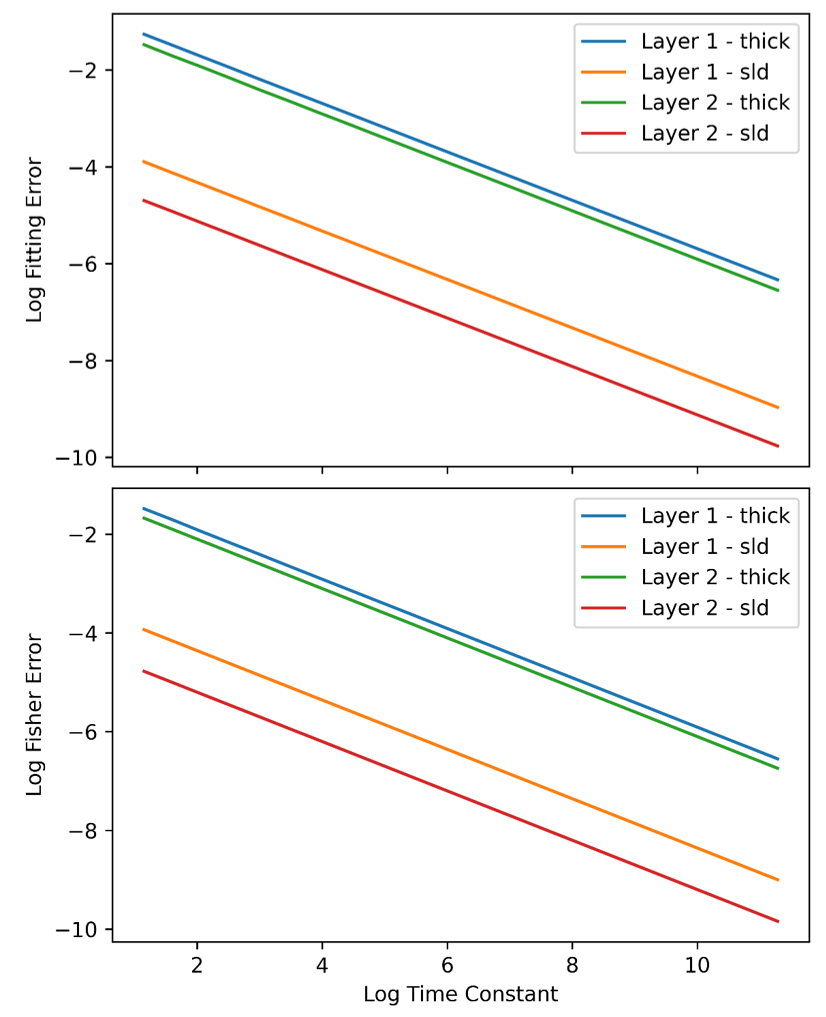 Layer 1 - thick
Layer 1 - sld
Layer 2 - thick
Layer 2 - sld
Log Fitting Error
−2
−4
−6
−8
−10
Layer 1 - thick
Layer 1 - sld
Layer 2 - thick
Layer 2 - sld
Log Fisher Error
−2
−4
−6
−8
−10
2 4 6 8 10
Log Time Constant